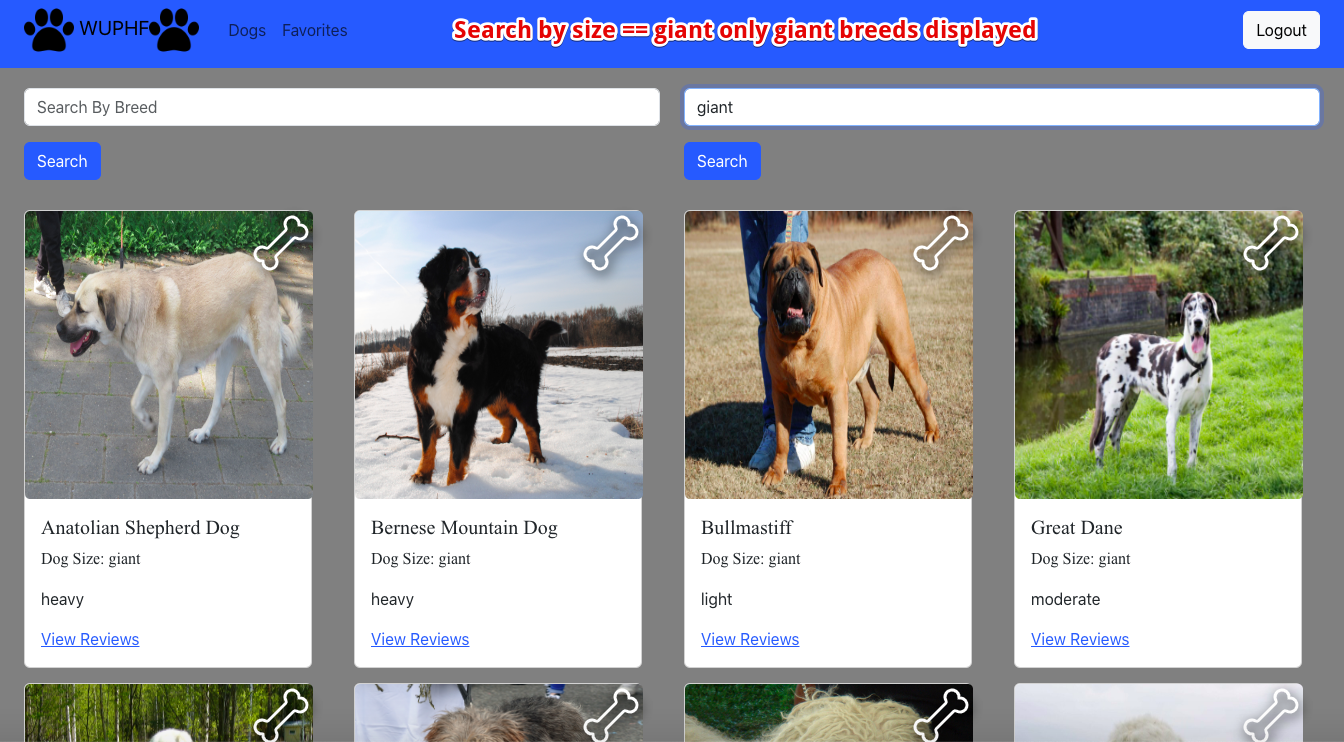 WUPHF
Dogs
Favorites
Search by size == giant only giant breeds displayed
Logout
Search By Breed
giant
Search
Search
Anatolian Shepherd Dog
Dog Size: giant
heavy
View Reviews
Bernese Mountain Dog
Dog Size: giant
heavy
View Reviews
Bullmastiff
Dog Size: giant
light
View Reviews
Great Dane
Dog Size: giant
moderate
View Reviews